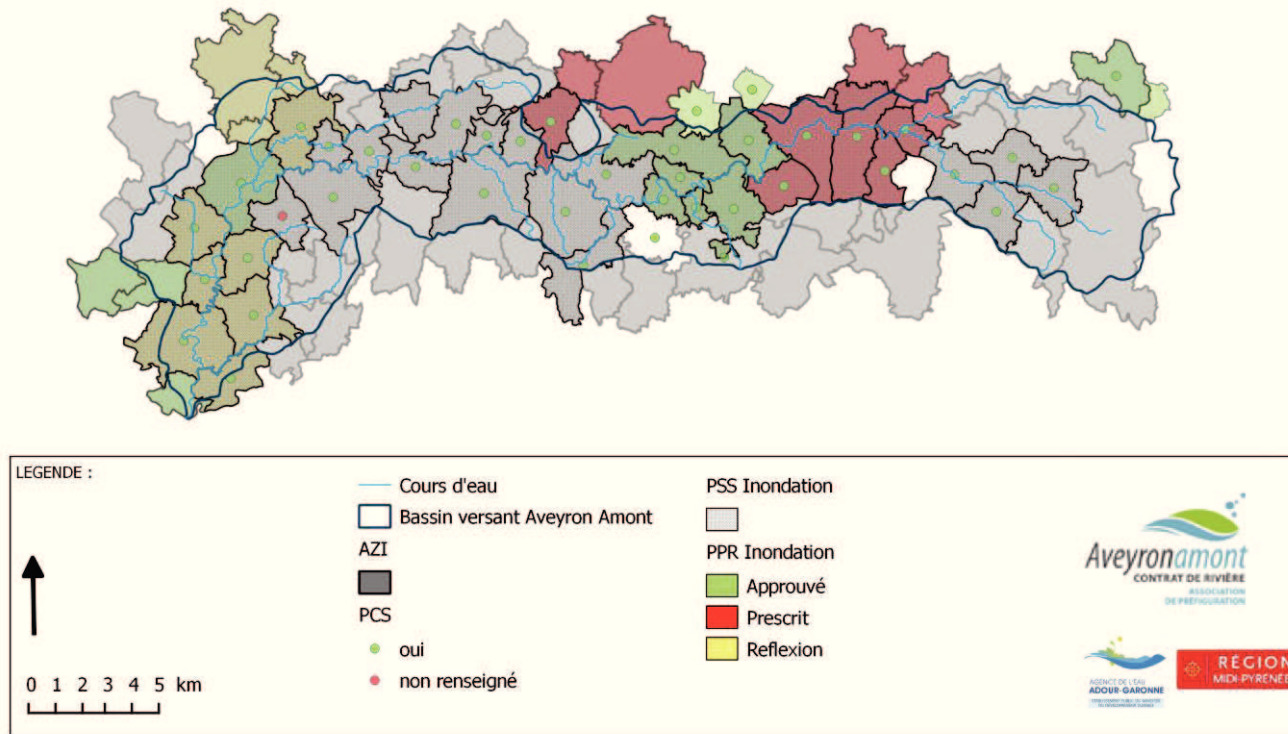 LEGENDE :
Cours d'eau
Bassin versant Aveyron Amont
AZI
PCS
oui
non renseigné
PSS Inondation
PPR Inondation
Approuvé
Prescrit
Reflexion
0 1 2 3 4 5 km
Aveyronamont
CONTRAT DE RIVIÈRE
ASSOCIATION
DE PRÉFIGURATION
AGENCE DE L'EAU
ADOUR-GARONNE
RÉGION
MIDI-PYRÉNÉE